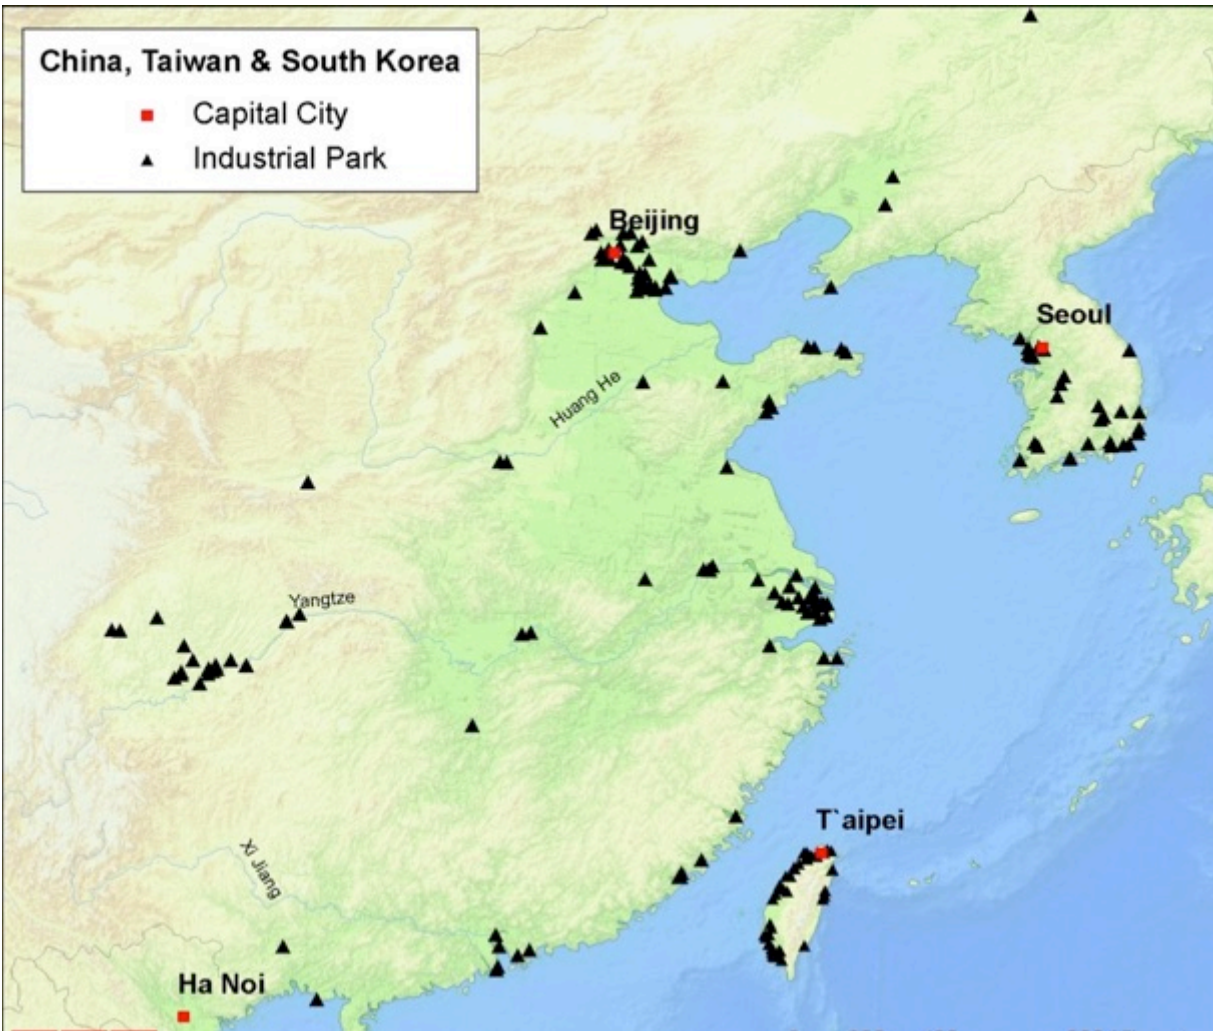 China, Taiwan & South Korea
Capital City
Industrial Park
Beijing
Seoul
Huang He
Yangtze
T`aipei
Xi Jiang
Ha Noi